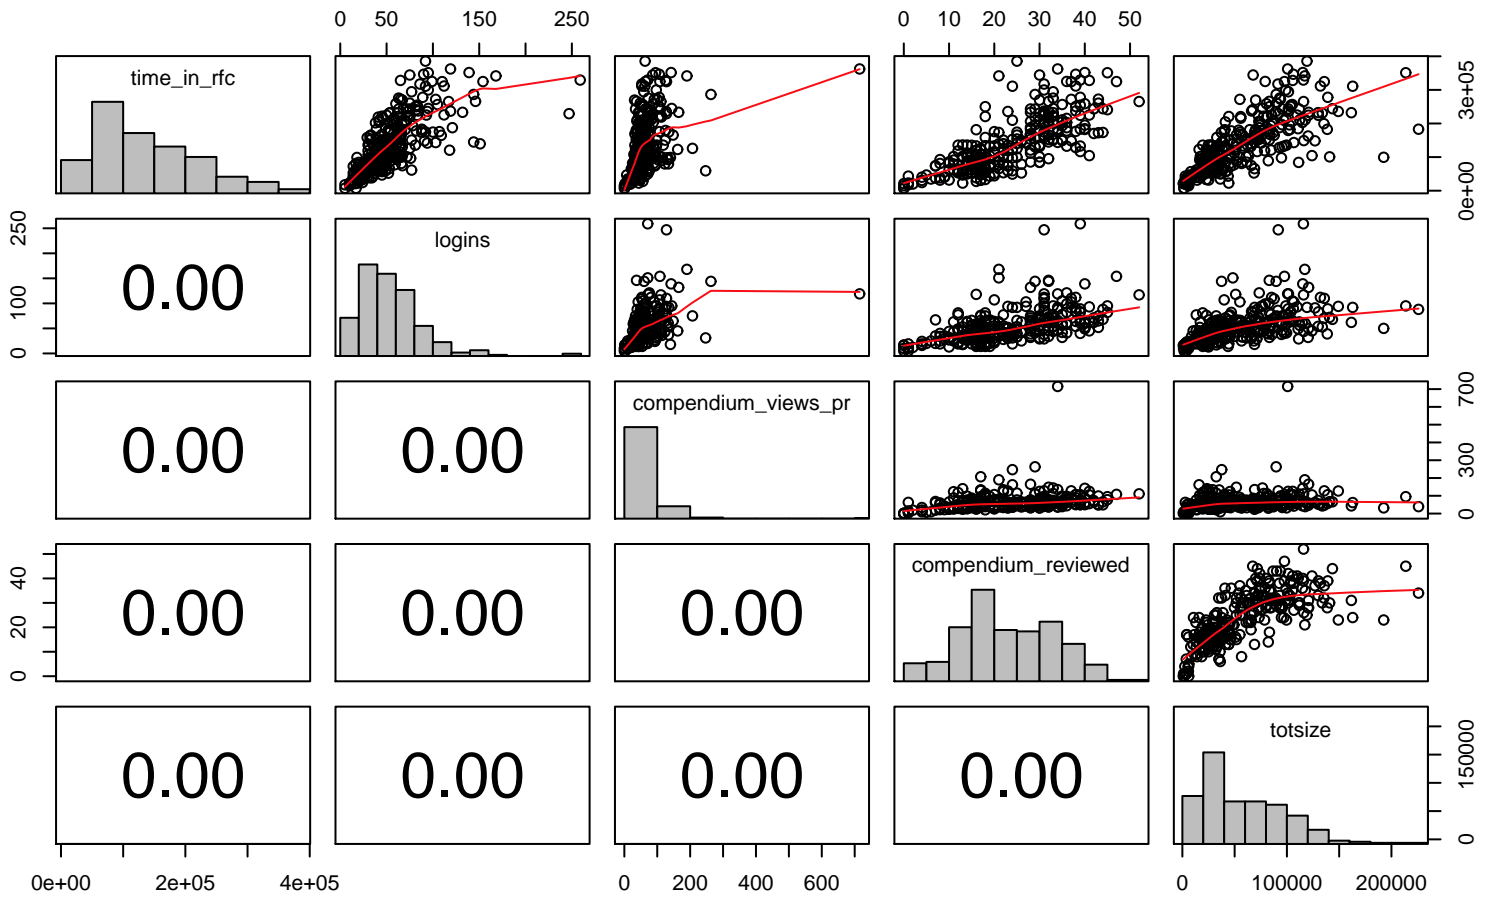 0 50 150 250 0 10 20 30 40 50
time_in_rfc
0e+00 3e+05
0 100 250
0.00 logins
0.00 0.00 compendium_views_pr
0 300 700
0 20 40
0.00 0.00 0.00 compendium_reviewed
0.00 0.00 0.00 0.00 totsize
0 150000
0e+00 2e+05 4e+05 0 200 400 600 0 100000 200000